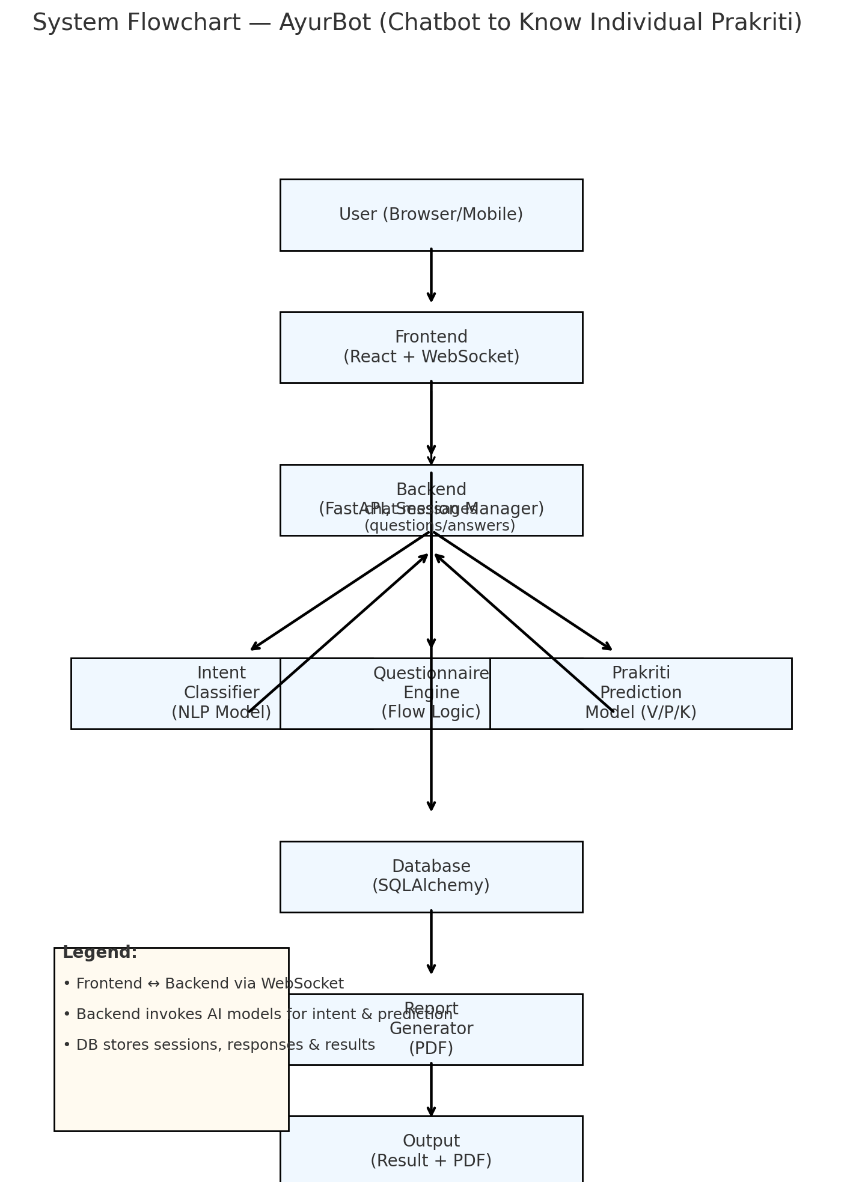 System Flowchart — AyurBot (Chatbot to Know Individual Prakriti)
User (Browser/Mobile)
Frontend
(React + WebSocket)
Backend
(FastAPI, Session Manager)
chat messages
(questions/answers)
Intent
Classifier
(NLP Model)
Questionnaire
Engine
(Flow Logic)
Prakriti
Prediction
Model (V/P/K)
Database
(SQLAlchemy)
Legend:
• Frontend ↔ Backend via WebSocket
• Backend invokes AI models for intent & prediction
• DB stores sessions, responses & results
Report
Generator
(PDF)
Output
(Result + PDF)